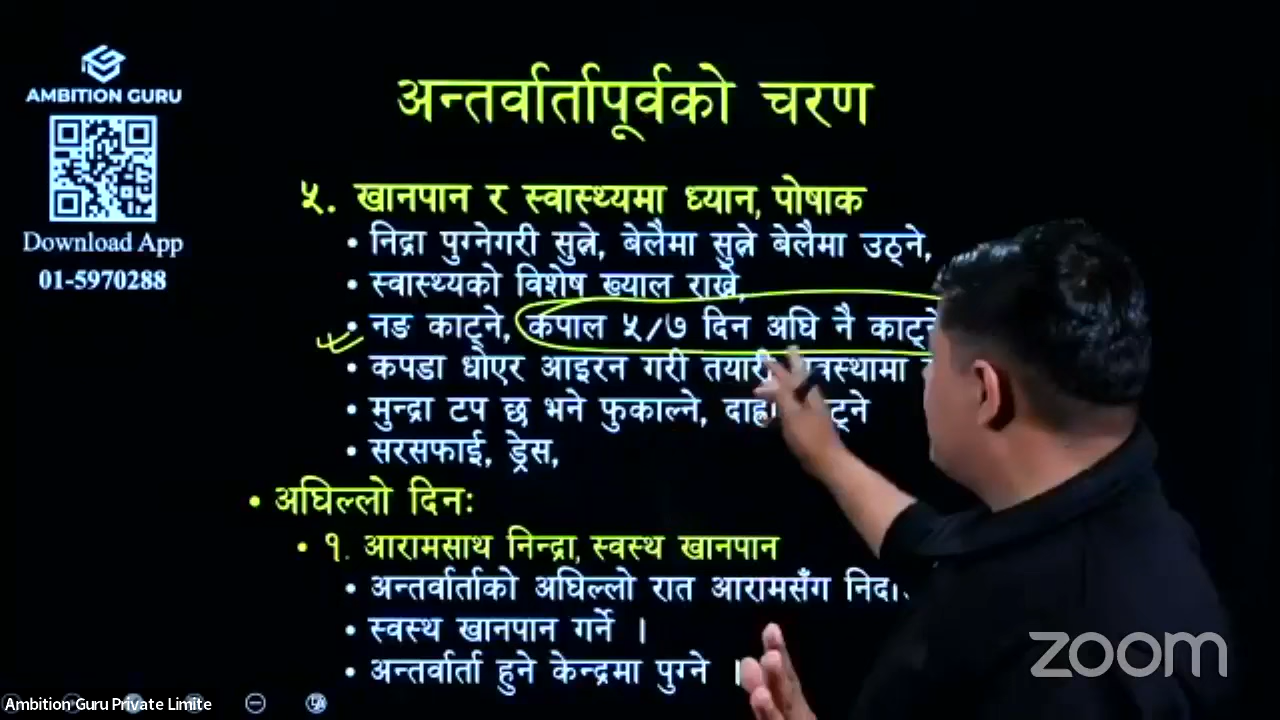 AMBITION GURU
Download App
01-5970288
अन्तर्वार्तापूर्वको चरण
५. खानपान र स्वास्थ्यमा ध्यान, पोषाक
• निद्रा पुग्नेगरी सुत्ने, बेलैमा सुत्ने बेलैमा उठ्ने,
• स्वास्थ्यको विशेष ख्याल राख्ने,
• नङ काट्ने, कपाल ५/७ दिन अघि नै काट्ने
• कपडा धोएर आइरन गरी तयारी
• मुन्द्रा टप छ भने फुकाल्ने,
• सरसफाई, ड्रेस,
• अघिल्लो दिनः
• १. आरामसाथ निन्द्रा, स्वस्थ खानपान
• अन्तर्वार्ताको अघिल्लो रात आरामसँग
• स्वस्थ खानपान गर्ने ।
• अन्तर्वार्ता हुने केन्द्रमा पुग्ने ।
zoom
Ambition Guru Private Limite